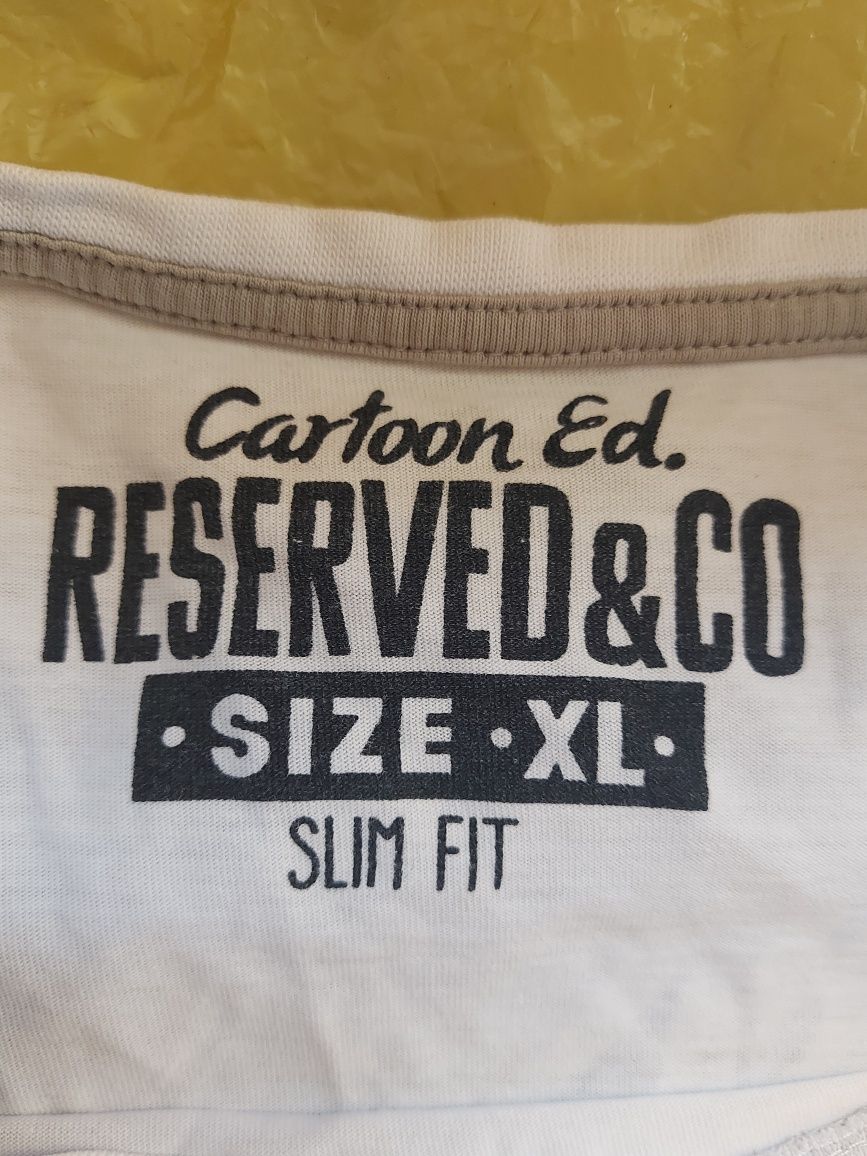 Cartoon Ed.
RESERVED & CO
· SIZE · XL ·
SLIM FIT